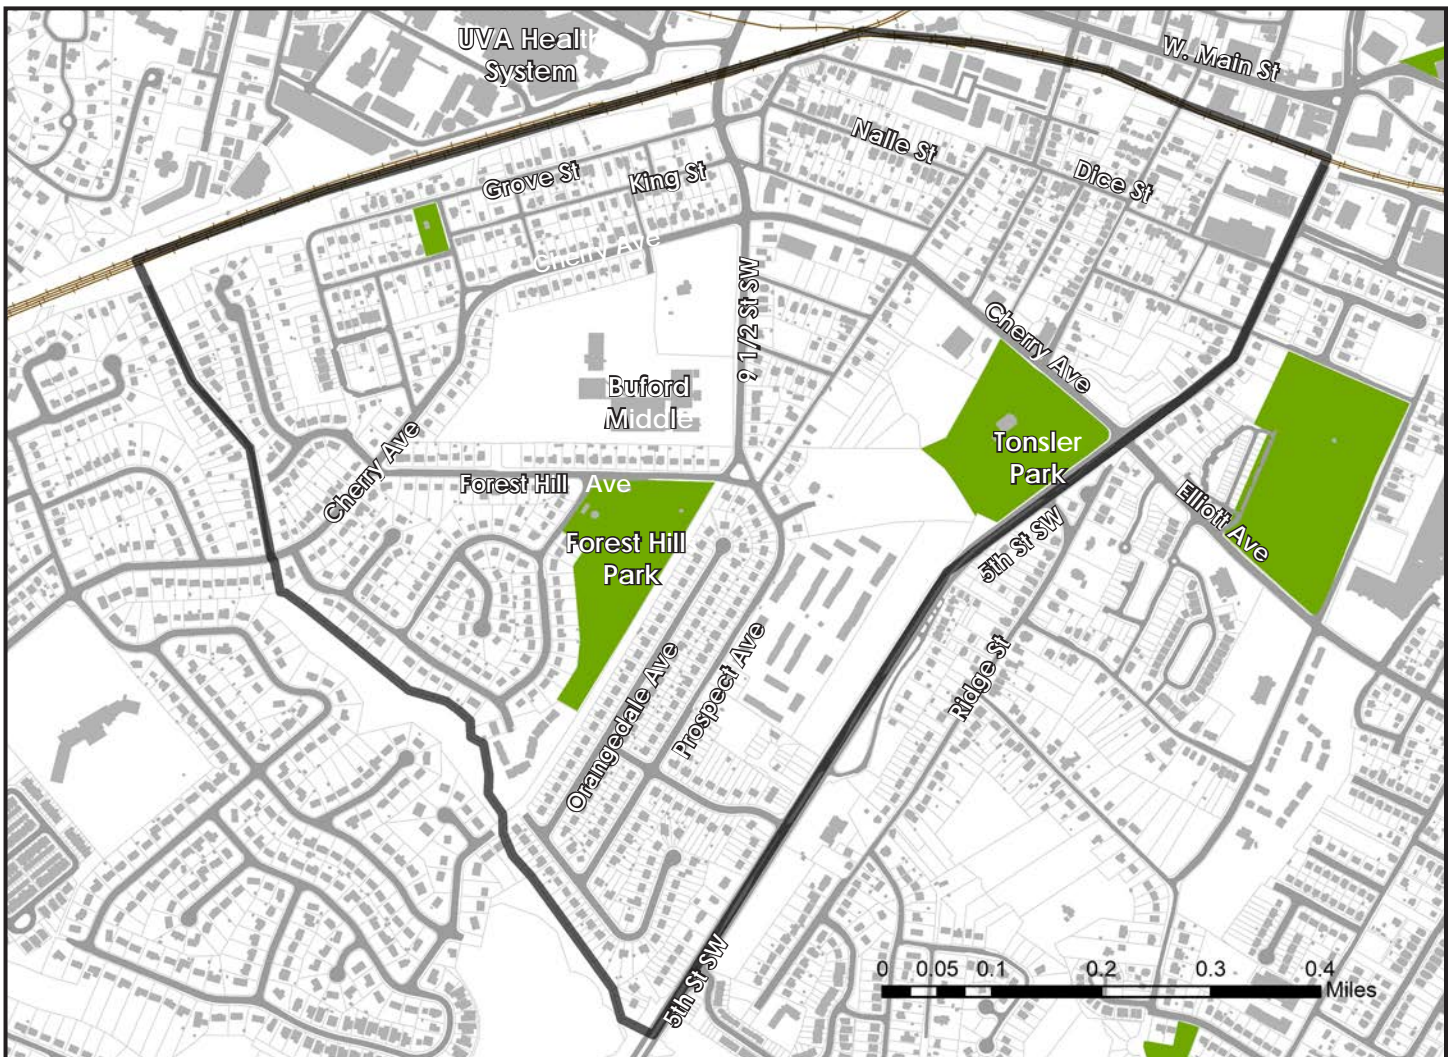 UVA Health
System
W. Main St
Nalle St
Dice St
Grove St
King St
Cherry Ave
9 1/2 St SW
Cherry Ave
Buford
Middle
Tonsler
Park
Cherry Ave
Forest Hill Ave
Elliott Ave
Forest Hill
Park
5th St SW
Orangedale Ave
Prospect Ave
Ridge St
5th St SW
0 0.05 0.1 0.2 0.3 0.4
Miles